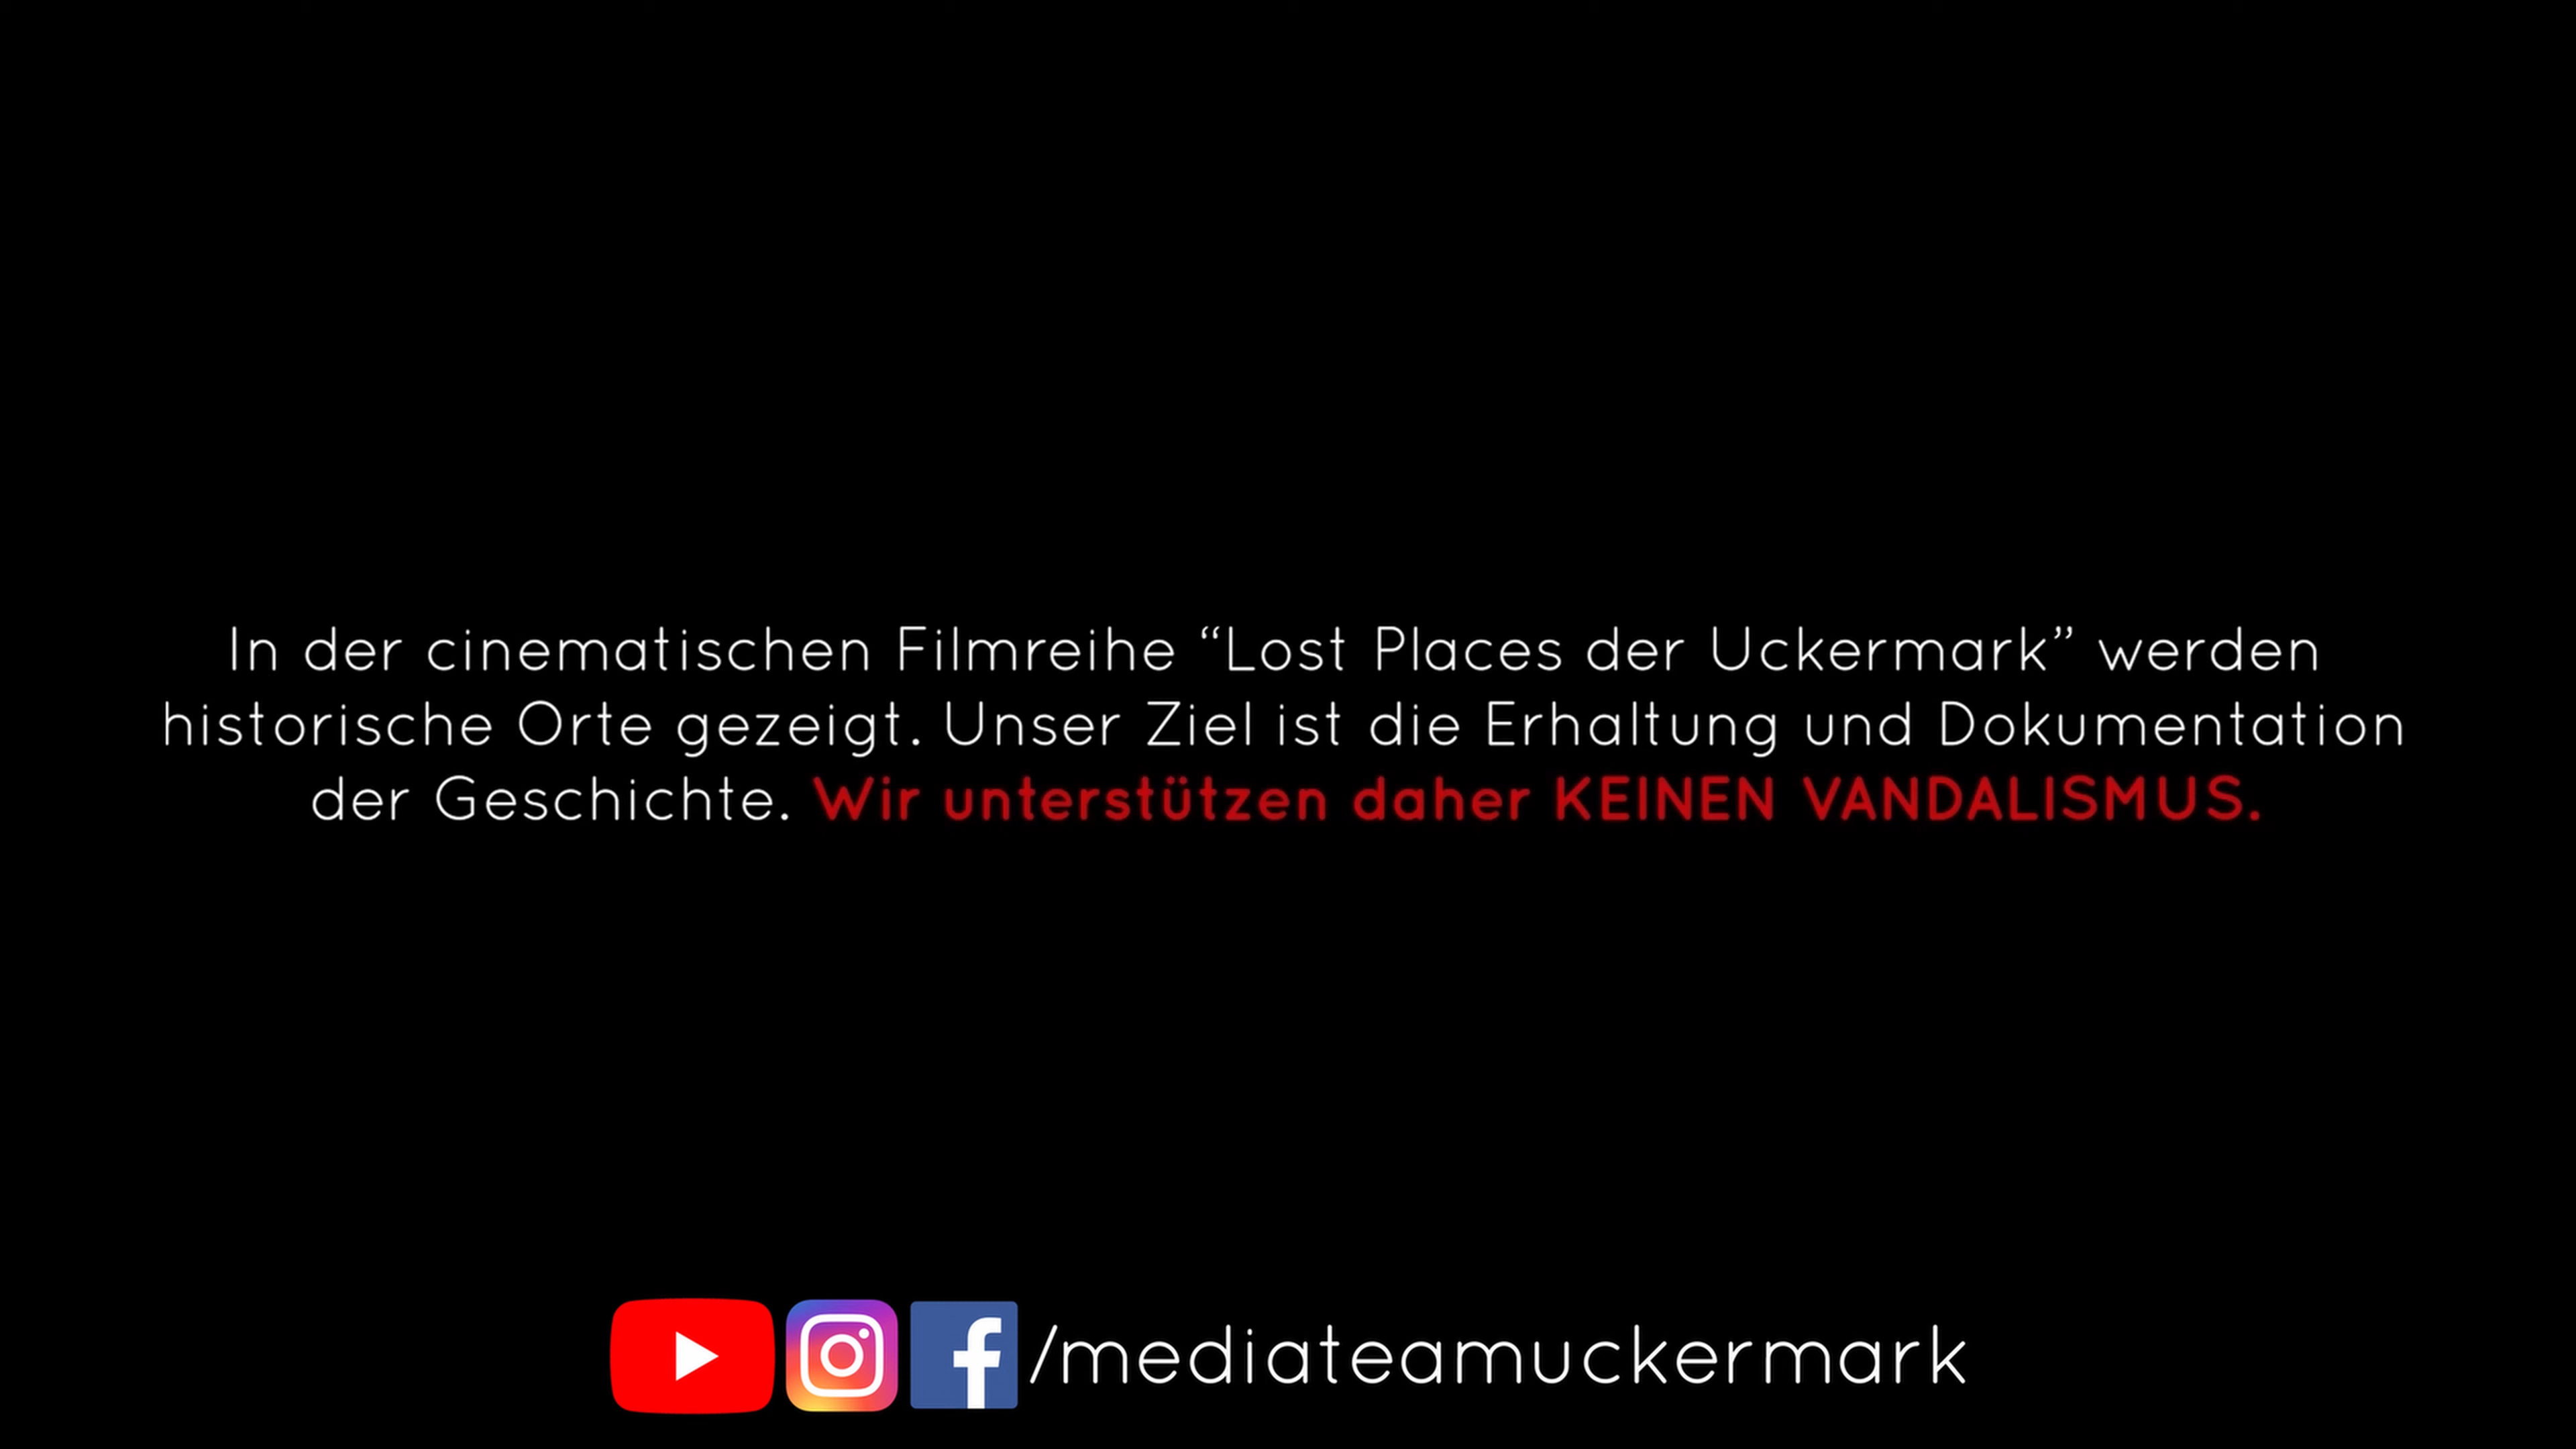 In der cinematischen Filmreihe “Lost Places der Uckermark” werden
historische Orte gezeigt. Unser Ziel ist die Erhaltung und Dokumentation
der Geschichte. Wir unterstützen daher KEINEN VANDALISMUS.
/mediateamuckermark